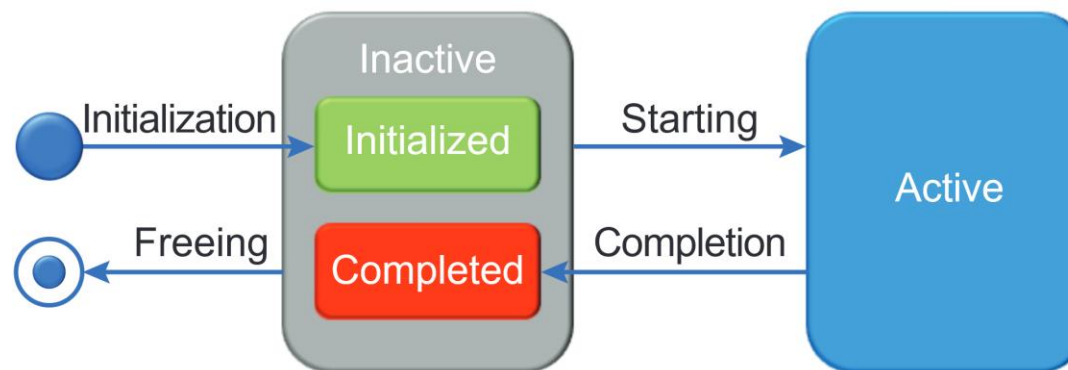 Inactive
Initialization
Initialized
Starting
Active
Freeing
Completed
Completion